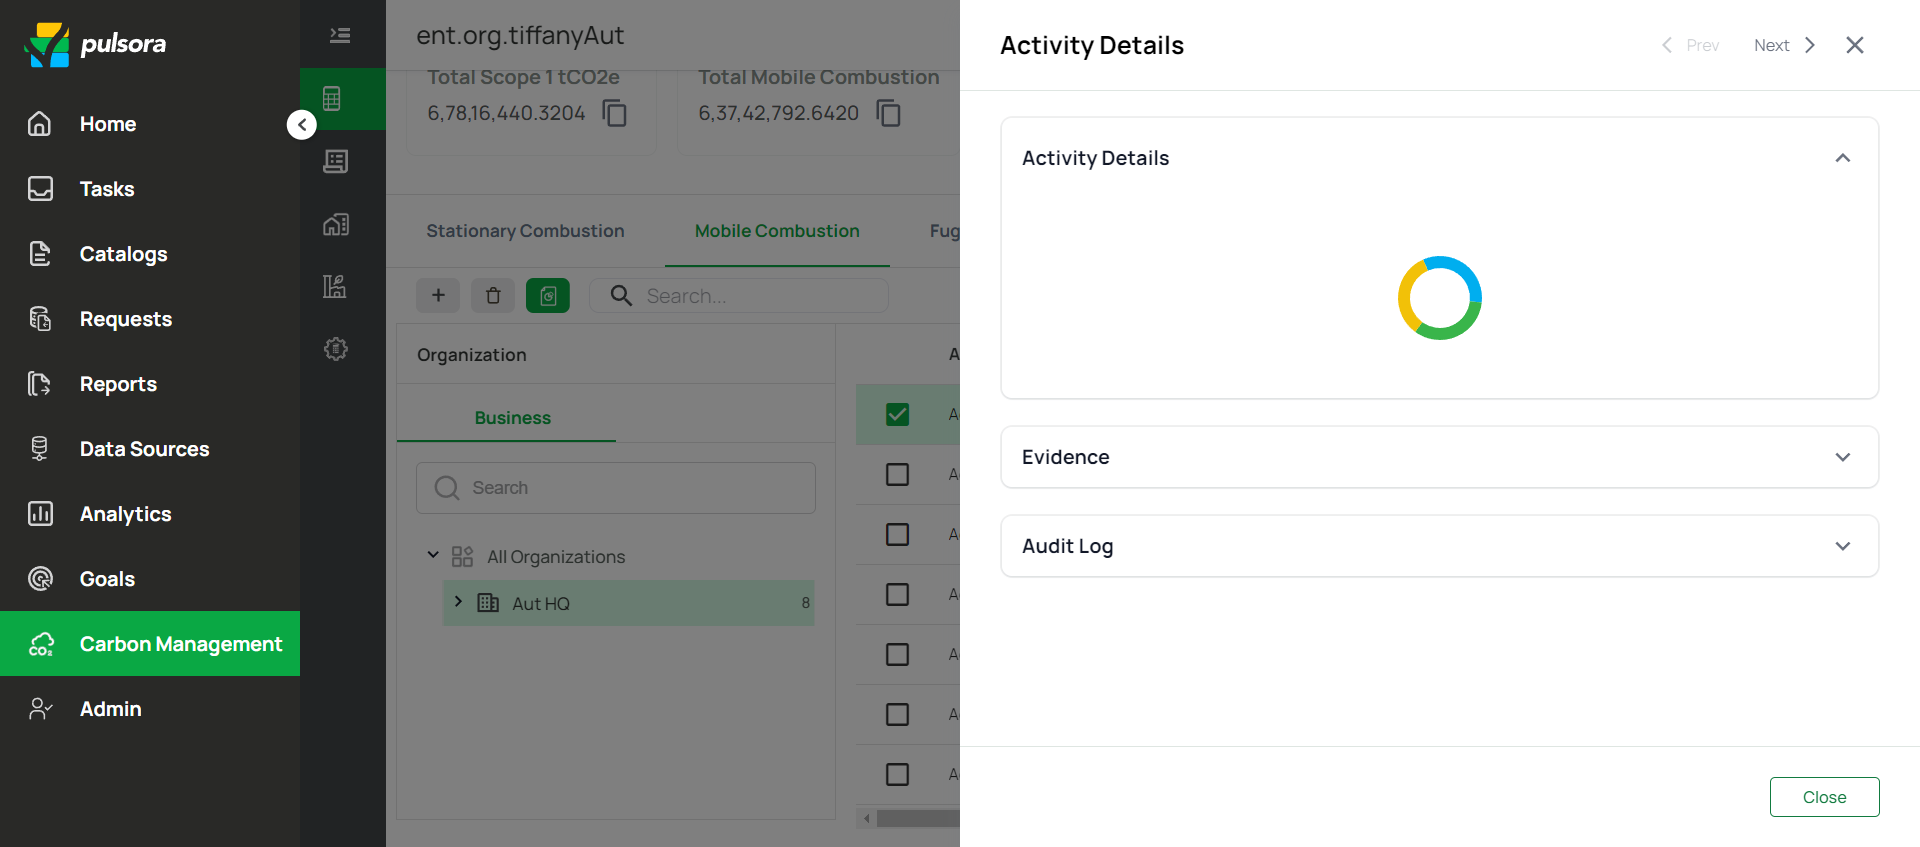 pulsora
Home
Tasks
Catalogs
Requests
Reports
Data Sources
Analytics
Goals
CO₂
Carbon Management
Admin
ent.org.tiffanyAut
Total Scope 1 tCO2e
6,78,16,440.3204
Total Mobile Combustion
6,37,42,792.6420
Stationary Combustion
Mobile Combustion
Fug
Search...
Organization
Business
Search
All Organizations
Aut HQ
8
A
A
A
A
A
A
A
A
Activity Details
Prev
Next
Activity Details
Evidence
Audit Log
Close